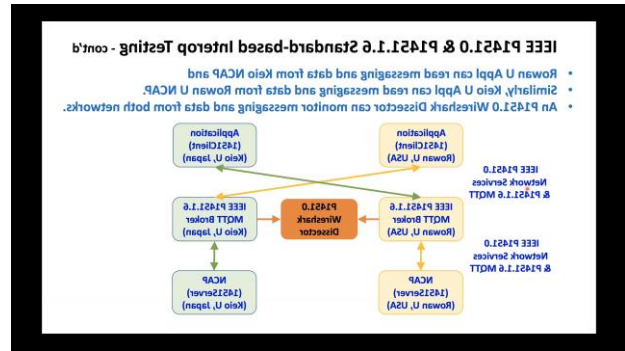 IEEE P1451.0 & P1451.1.6 Standard-based Interop Testing - cont'd
• Rowan U Appl can read messaging and data from Keio NCAP and
• Similarly, Keio U Appl can read messaging and data from Rowan U NCAP.
• An P1451.0 Wireshark Dissector can monitor messaging and data from both networks.
Application
(1451Client)
(Rowan U, USA)
Application
(1451Client)
(Keio U, Japan)
IEEE P1451.0
Network Services
& P1451.1.6 MQTT
IEEE P1451.1.6
MQTT Broker
(Rowan U, USA)
P1451.0
Wireshark
Dissector
IEEE P1451.1.6
MQTT Broker
(Keio U, Japan)
IEEE P1451.0
Network Services
& P1451.1.6 MQTT
NCAP
(1451Server)
(Rowan U, USA)
NCAP
(1451Server)
(Keio U, Japan)